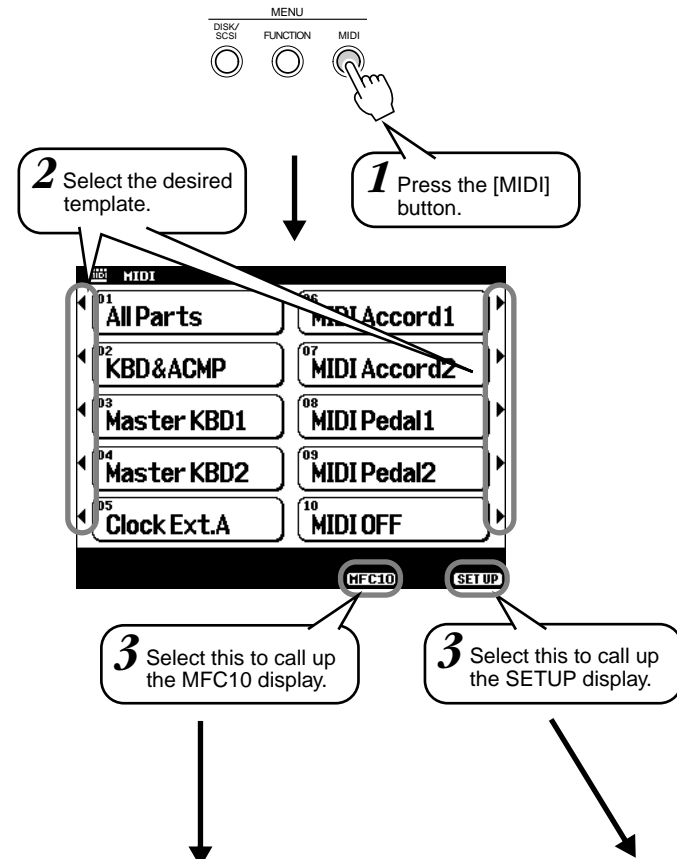 MENU
DISK/
SCSI
FUNCTION
MIDI
2 Select the desired
template.
1 Press the [MIDI]
button.
MIDI MIDI
01 All Parts
06 MIDI Accord1
02 KBD&ACMP
07 MIDI Accord2
03 Master KBD1
08 MIDI Pedal1
04 Master KBD2
09 MIDI Pedal2
05 Clock Ext.A
10 MIDI OFF
MFC10
SET UP
3 Select this to call up
the MFC10 display.
3 Select this to call up
the SETUP display.